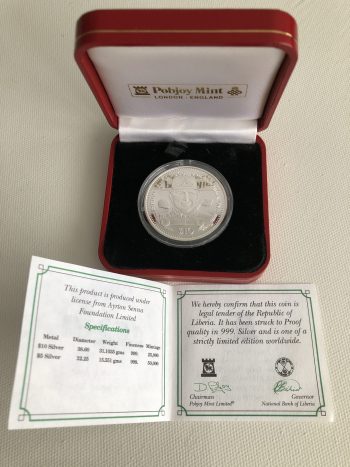 Pobjoy Mint
LONDON · ENGLAND
$10
This product is produced under
license from Ayrton Senna
Foundation Limited
Specifications
Metal Diameter Weight Fineness Mintage
$10 Silver 38.60 31.1035 gms 999. 20,000
$5 Silver 32.25 15.551 gms 999. 50,000
We hereby confirm that this coin is
legal tender of the Republic of
Liberia. It has been struck to Proof
quality in .999. Silver and is one of a
strictly limited edition worldwide.
Chairman
Pobjoy Mint Limited
Governor
National Bank of Liberia